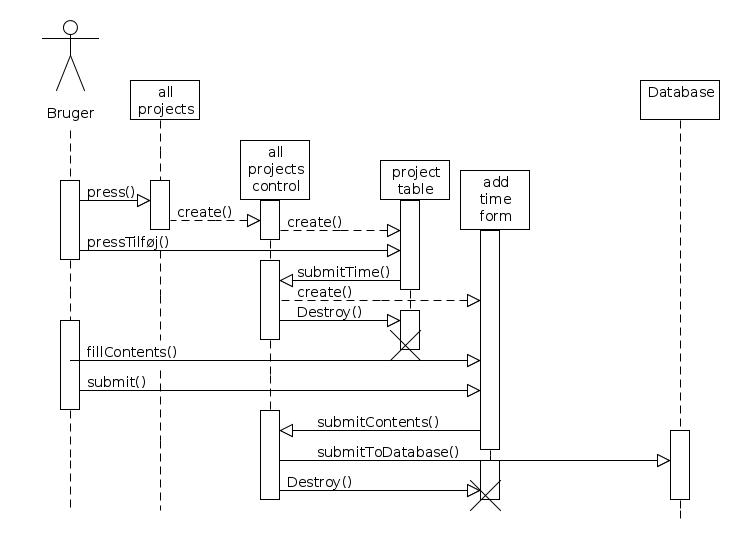 Bruger
all
projects
Database
all
projects
control
project
table
add
time
form
press()
create()
create()
pressTilføj()
submitTime()
create()
Destroy()
fillContents()
submit()
submitContents()
submitToDatabase()
Destroy()